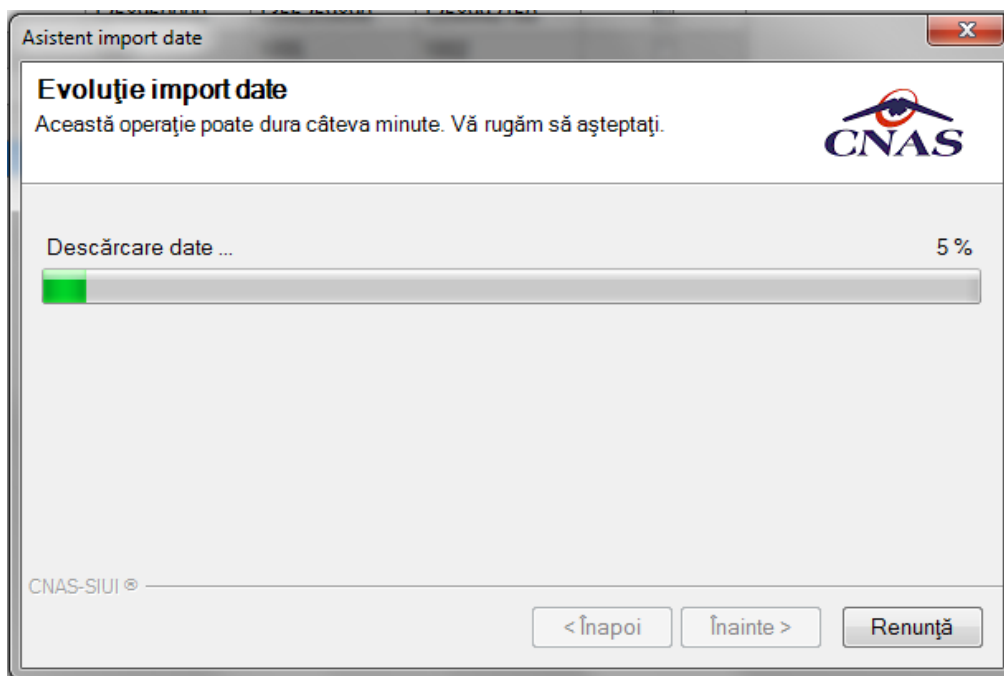 Asistent import date
x
Evoluţie import date
Această operaţie poate dura câteva minute. Vă rugăm să aşteptaţi.
CNAS
Descărcare date ...
5 %
CNAS-SIUI ®
< Înapoi
Înainte >
Renunţă